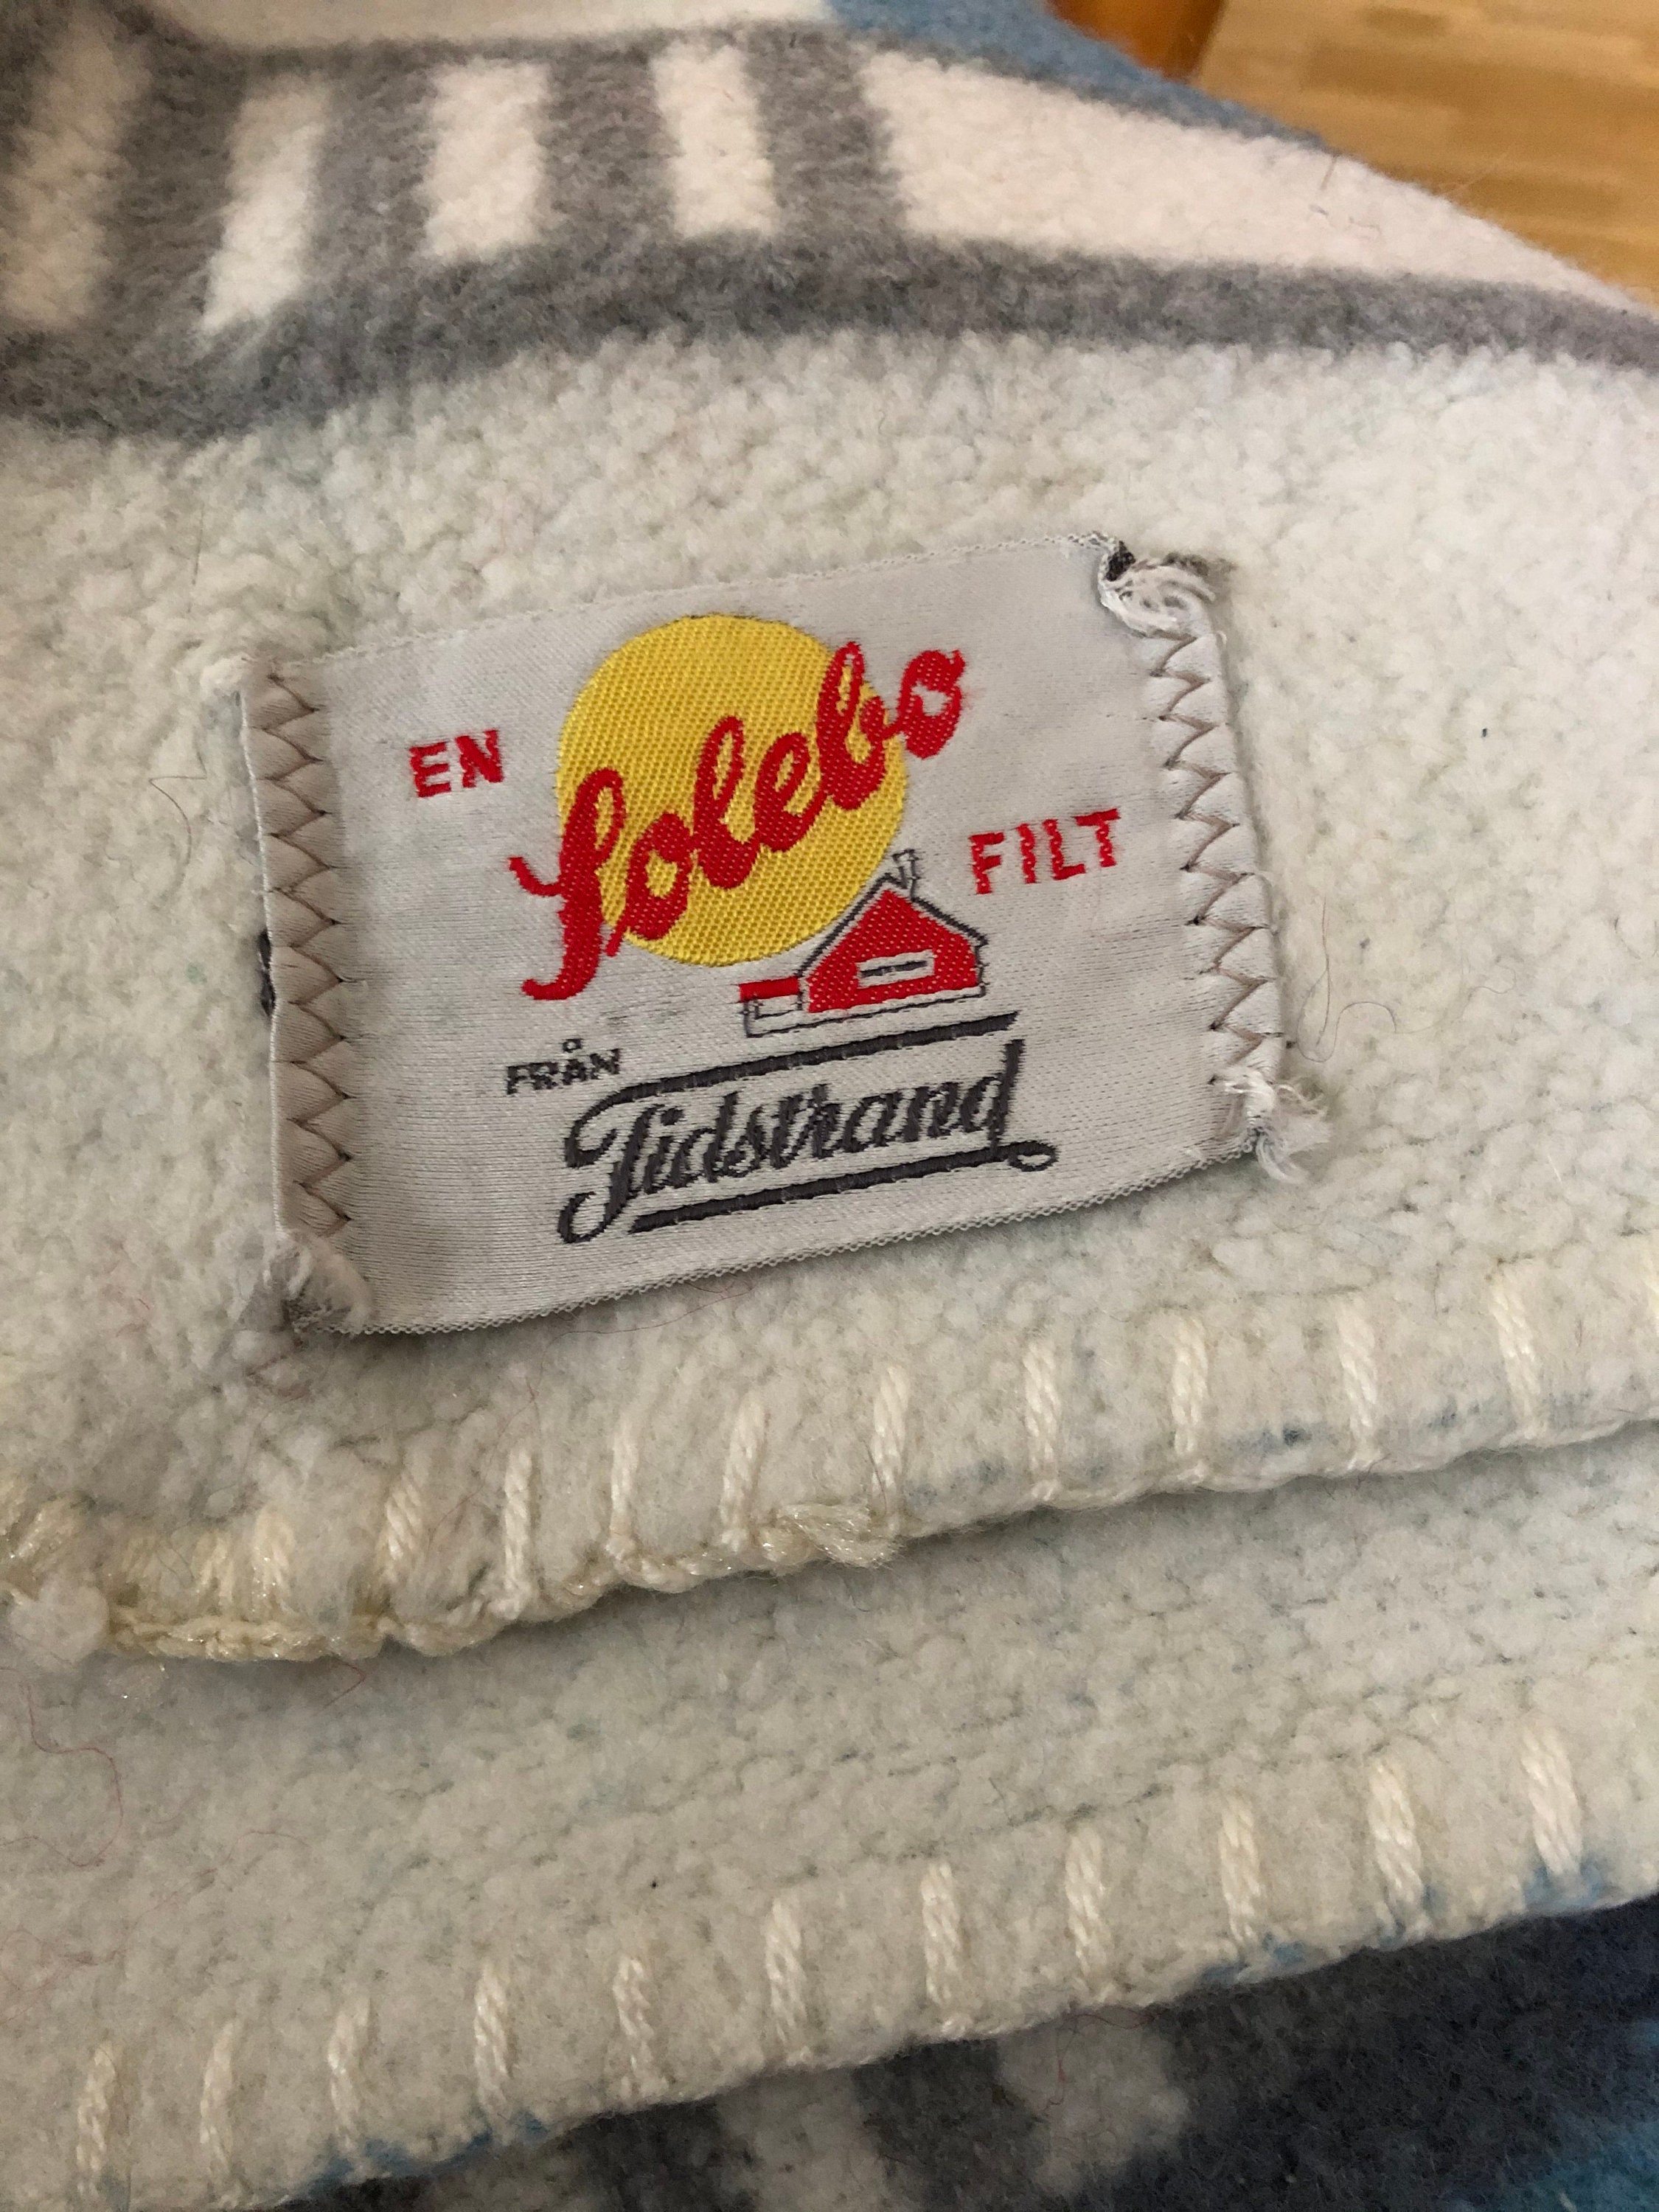 EN Solebo FILT
FRÅN
Tidstrand